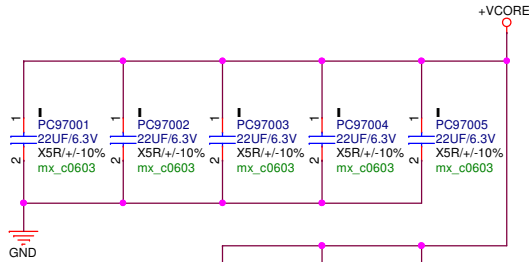 +VCORE
1
I
PC97001
22UF/6.3V
X5R/+/-10%
mx_c0603
2
1
I
PC97002
22UF/6.3V
X5R/+/-10%
mx_c0603
2
1
I
PC97003
22UF/6.3V
X5R/+/-10%
mx_c0603
2
1
I
PC97004
22UF/6.3V
X5R/+/-10%
mx_c0603
2
1
I
PC97005
22UF/6.3V
X5R/+/-10%
mx_c0603
2
GND